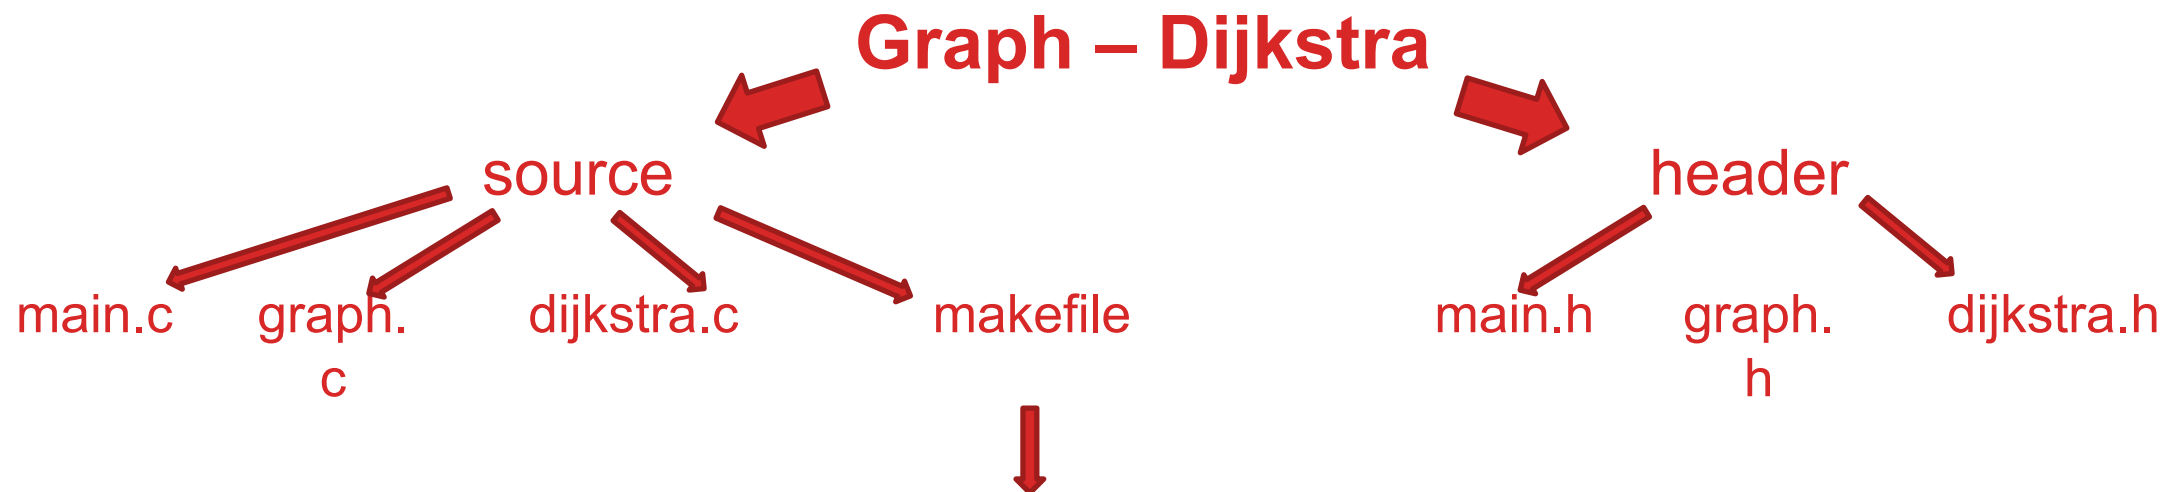 Graph – Dijkstra
source
header
main.c
graph.
c
dijkstra.c
makefile
main.h
graph.
h
dijkstra.h